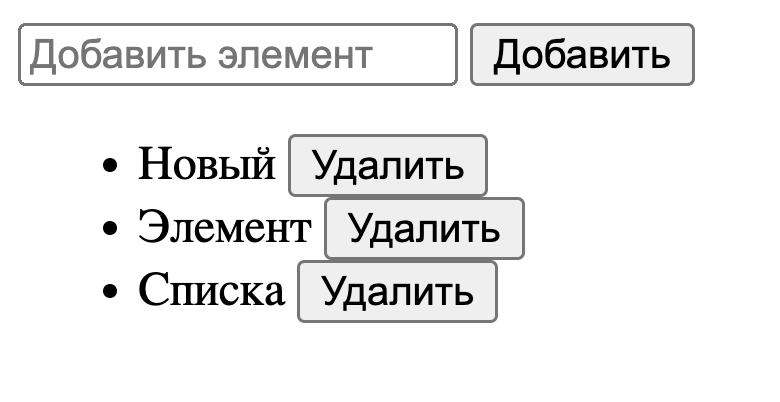 Добавить элемент Добавить
• Новый Удалить
• Элемент Удалить
• Списка Удалить